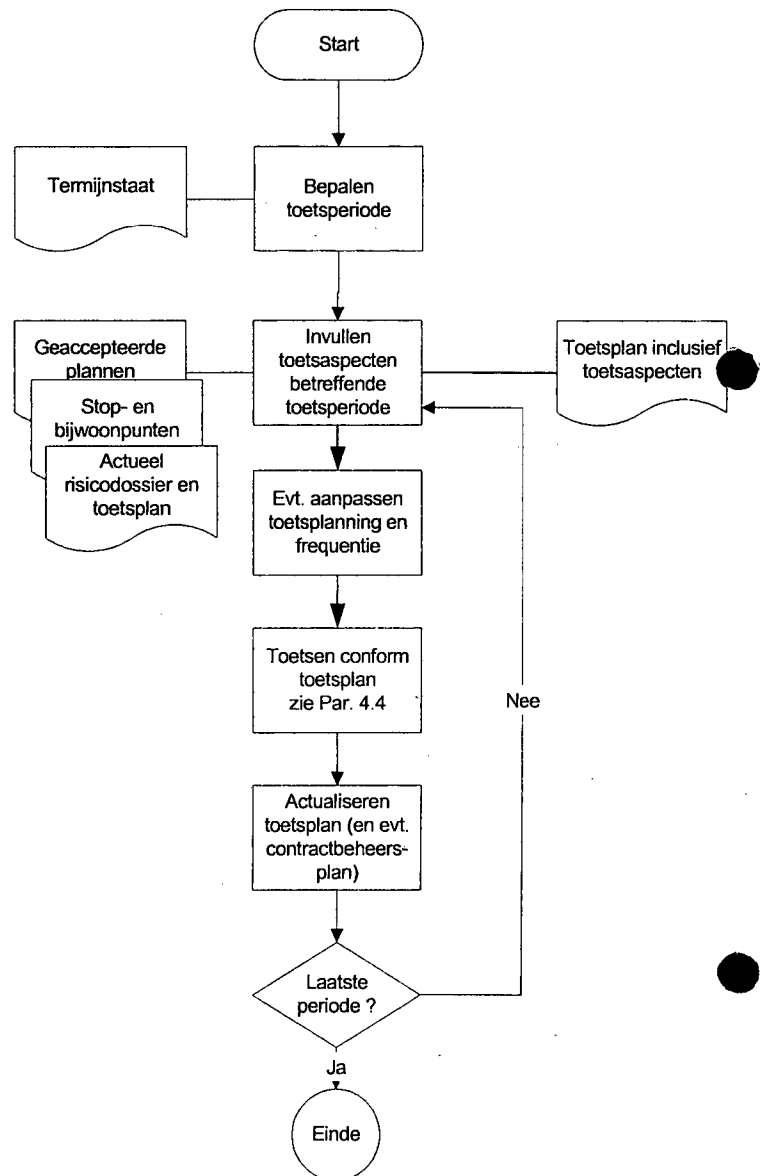 Start
Termijnstaat
Bepalen
toetsperiode
Geaccepteerde
plannen
Stop- en
bijwoonpunten
Actueel
risicodossier en
toetsplan
Invullen
toetsaspecten
betreffende
toetsperiode
Toetsplan inclusief
toetsaspecten
Evt. aanpassen
toetsplanning en
frequentie
Toetsen conform
toetsplan
zie Par. 4.4
Nee
Actualiseren
toetsplan (en evt.
contractbeheers-
plan)
Laatste
periode ?
Ja
Einde